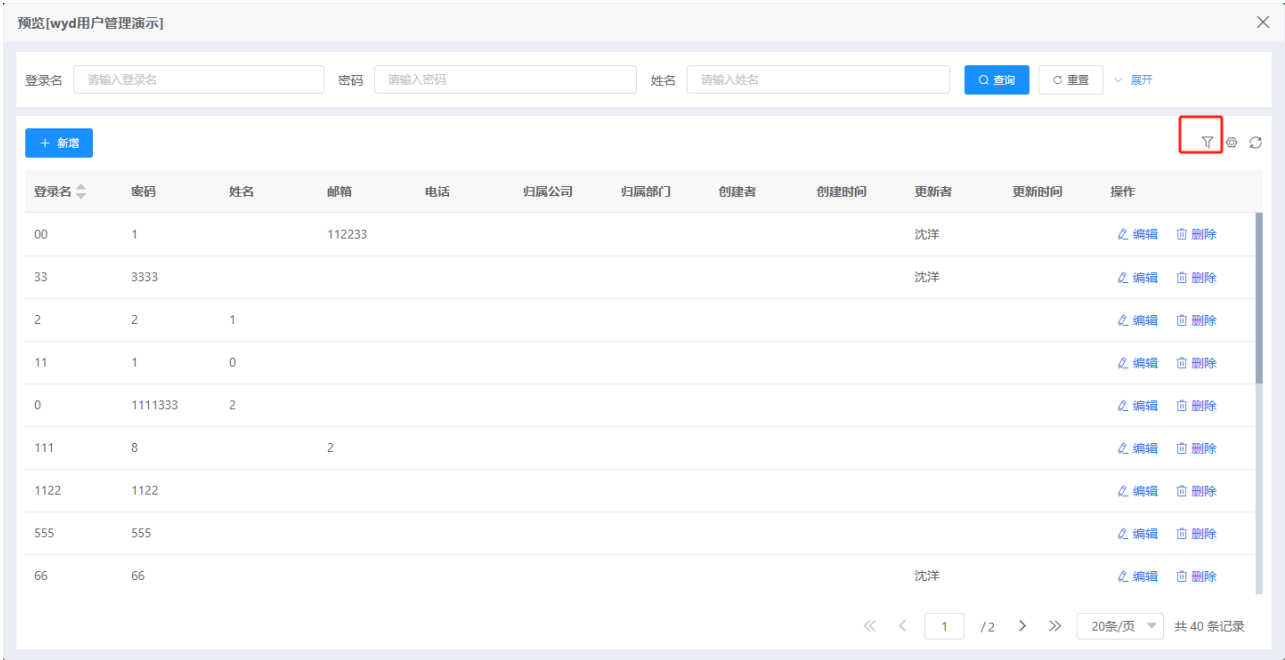 预览[wyd用户管理演示]
登录名 请输入登录名 密码 请输入密码 姓名 请输入姓名 查询 重置 展开
新增
登录名 密码 姓名 邮箱 电话 归属公司 归属部门 创建者 创建时间 更新者 更新时间 操作
00 1 112233 沈洋 编辑 删除
33 3333 沈洋 编辑 删除
2 2 1 编辑 删除
11 1 0 编辑 删除
0 1111333 2 编辑 删除
111 8 2 编辑 删除
1122 1122 编辑 删除
555 555 编辑 删除
66 66 沈洋 编辑 删除
1 / 2 20条/页 共 40 条记录